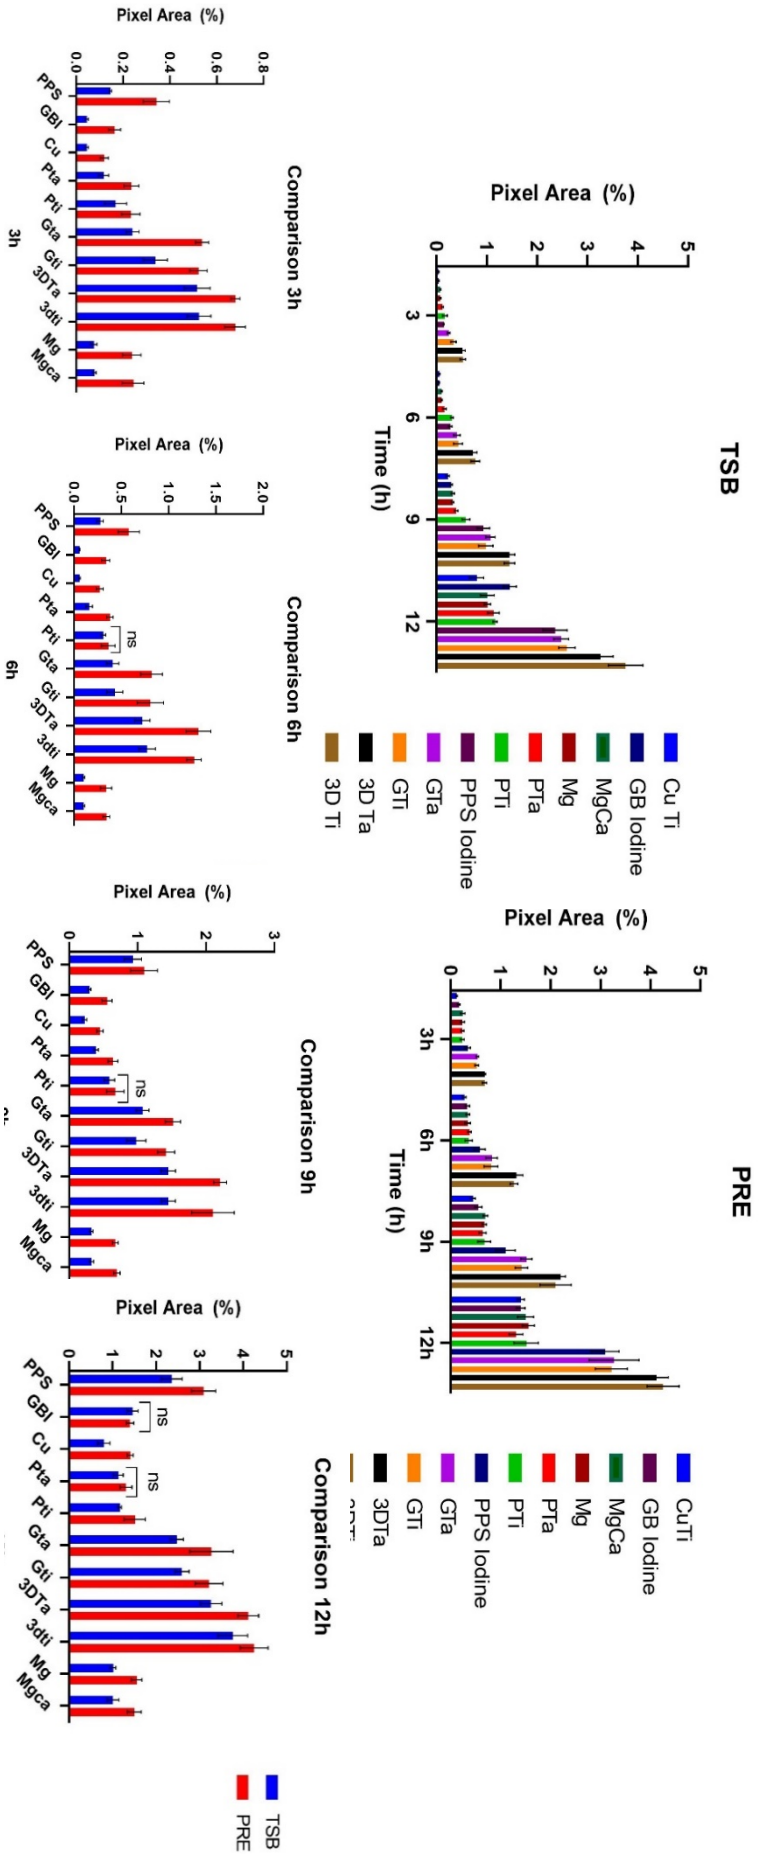 TSB
Pixel Area (%)
5
4
3
2
1
0
3
6
9
12
Time (h)
Cu Ti
GB Iodine
MgCa
Mg
PTa
PTi
PPS Iodine
GTa
GTi
3D Ta
3D Ti
PRE
Pixel Area (%)
5
4
3
2
1
0
3h
6h
9h
12h
Time (h)
CuTi
GB Iodine
MgCa
Mg
PTa
PTi
PPS Iodine
GTa
GTi
3DTa
Comparison 3h
Pixel Area (%)
0.8
0.6
0.4
0.2
0.0
PPS
GBI
Cu
Pta
Pti
Gta
Gti
3DTa
3dti
Mg
Mgca
3h
Comparison 6h
Pixel Area (%)
2.0
1.5
1.0
0.5
0.0
ns
PPS
GBI
Cu
Pta
Pti
Gta
Gti
3DTa
3dti
Mg
Mgca
6h
Comparison 9h
Pixel Area (%)
3
2
1
0
ns
PPS
GBI
Cu
Pta
Pti
Gta
Gti
3DTa
3dti
Mg
Mgca
Comparison 12h
Pixel Area (%)
5
4
3
2
1
0
ns
ns
PPS
GBI
Cu
Pta
Pti
Gta
Gti
3DTa
3dti
Mg
Mgca
TSB
PRE